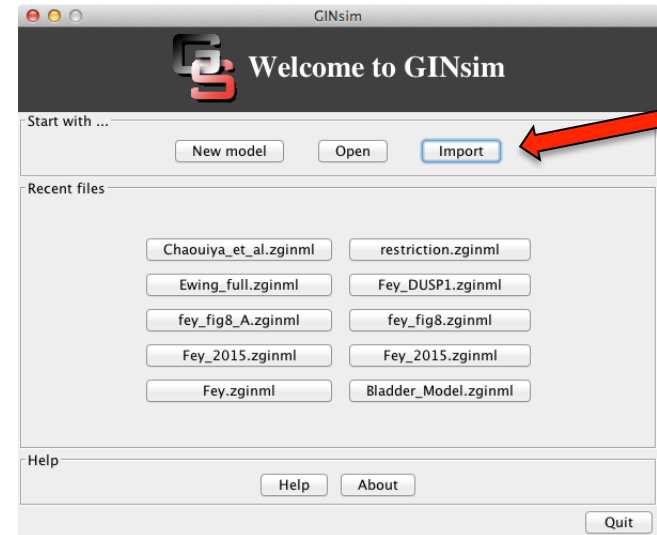 GINsim
GS Welcome to GINsim
Start with ...
New model Open Import
Recent files
Chaouiya_et_al.zginml restriction.zginml
Ewing_full.zginml Fey_DUSP1.zginml
fey_fig8_A.zginml fey_fig8.zginml
Fey_2015.zginml Fey_2015.zginml
Fey.zginml Bladder_Model.zginml
Help
Help About
Quit